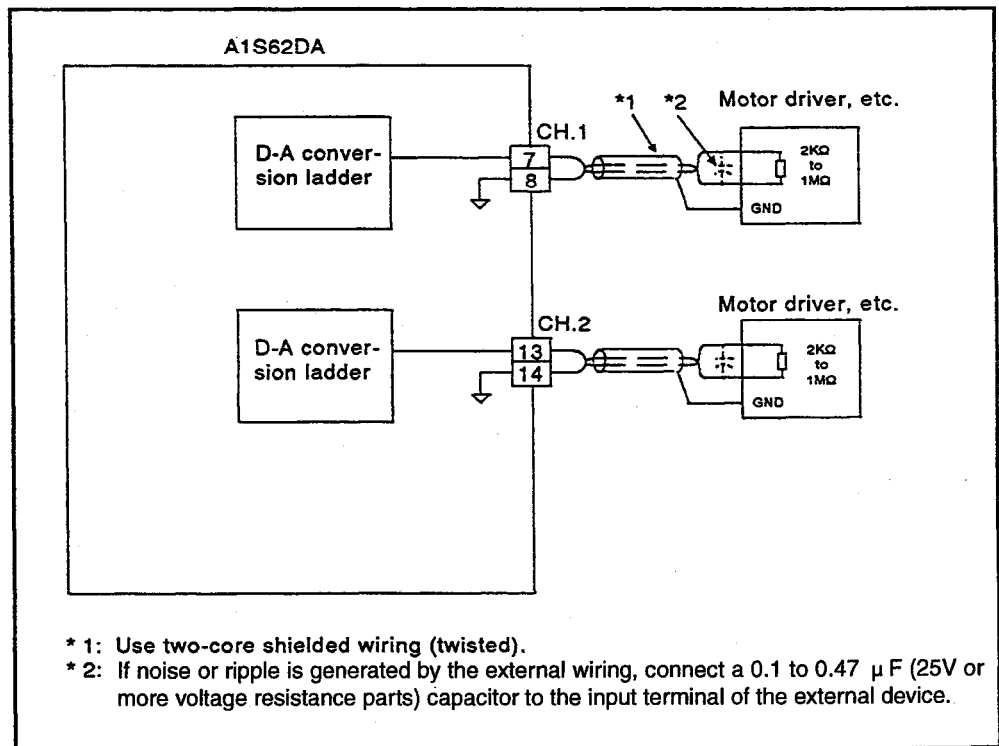 A1S62DA
*1 *2 Motor driver, etc.
CH.1
D-A conver-
sion ladder
7
8
2KΩ
to
1MΩ
GND
Motor driver, etc.
CH.2
D-A conver-
sion ladder
13
14
2KΩ
to
1MΩ
GND
* 1: Use two-core shielded wiring (twisted).
* 2: If noise or ripple is generated by the external wiring, connect a 0.1 to 0.47 μ F (25V or
more voltage resistance parts) capacitor to the input terminal of the external device.